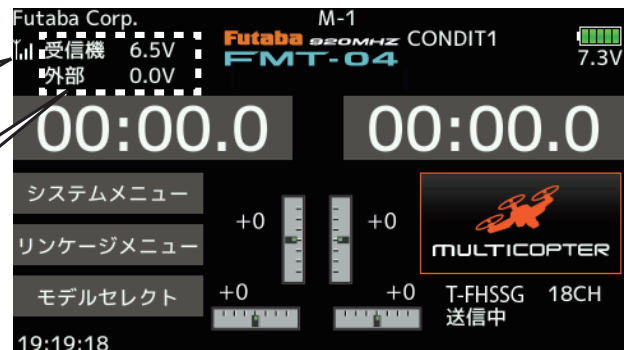 Futaba Corp.
M-1
受信機 6.5V
外部 0.0V
Futaba 920MHZ CONDIT1
FMT-04
7.3V
00:00.0
00:00.0
システムメニュー
リンケージメニュー
モデルセレクト
+0
+0
+0
+0
MULTICOPTER
T-FHSSG 18CH
送信中
19:19:18